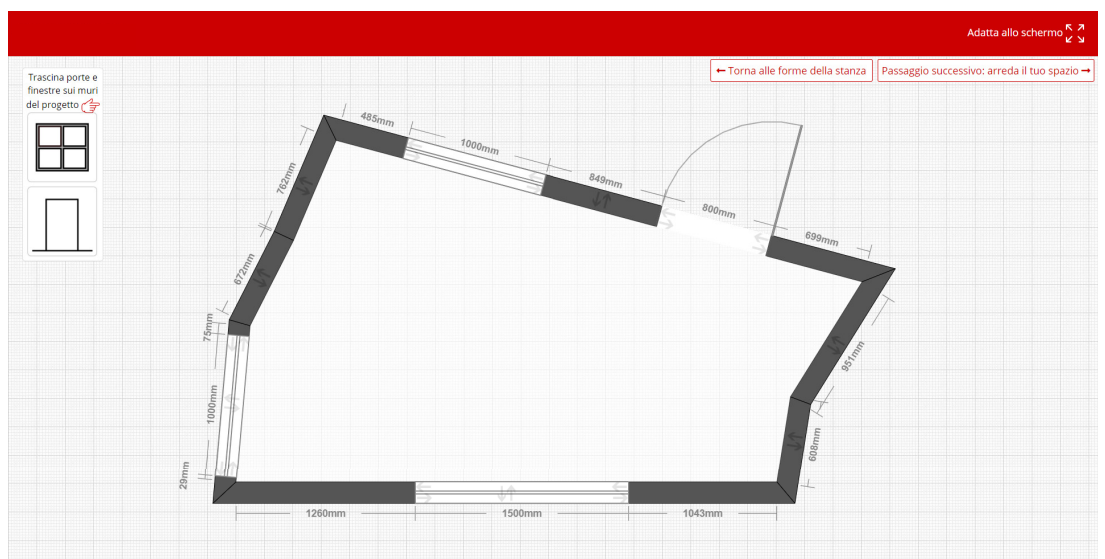 Adatta allo schermo
← Torna alle forme della stanza
Passaggio successivo: arreda il tuo spazio →
Trascina porte e
finestre sui muri
del progetto
485mm
1000mm
849mm
800mm
699mm
762mm
672mm
75mm
1000mm
29mm
951mm
608mm
1260mm
1500mm
1043mm